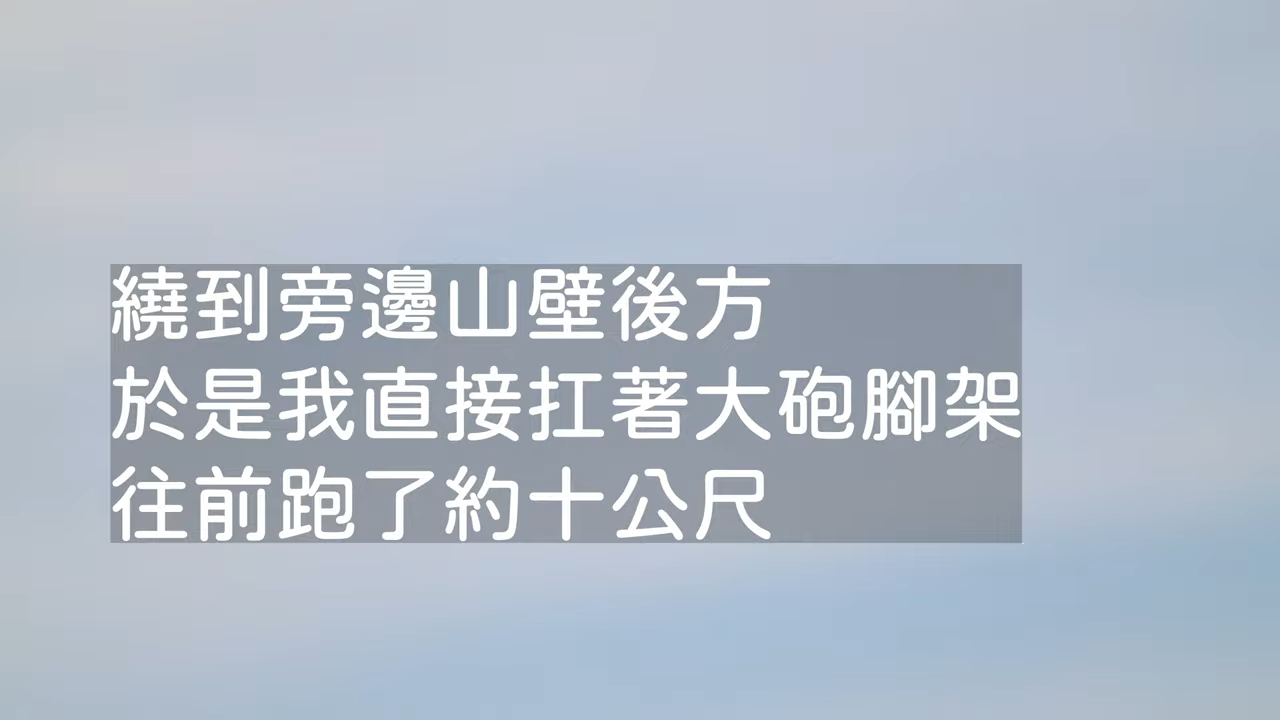 繞到旁邊山壁後方
於是我直接扛著大砲腳架
往前跑了約十公尺